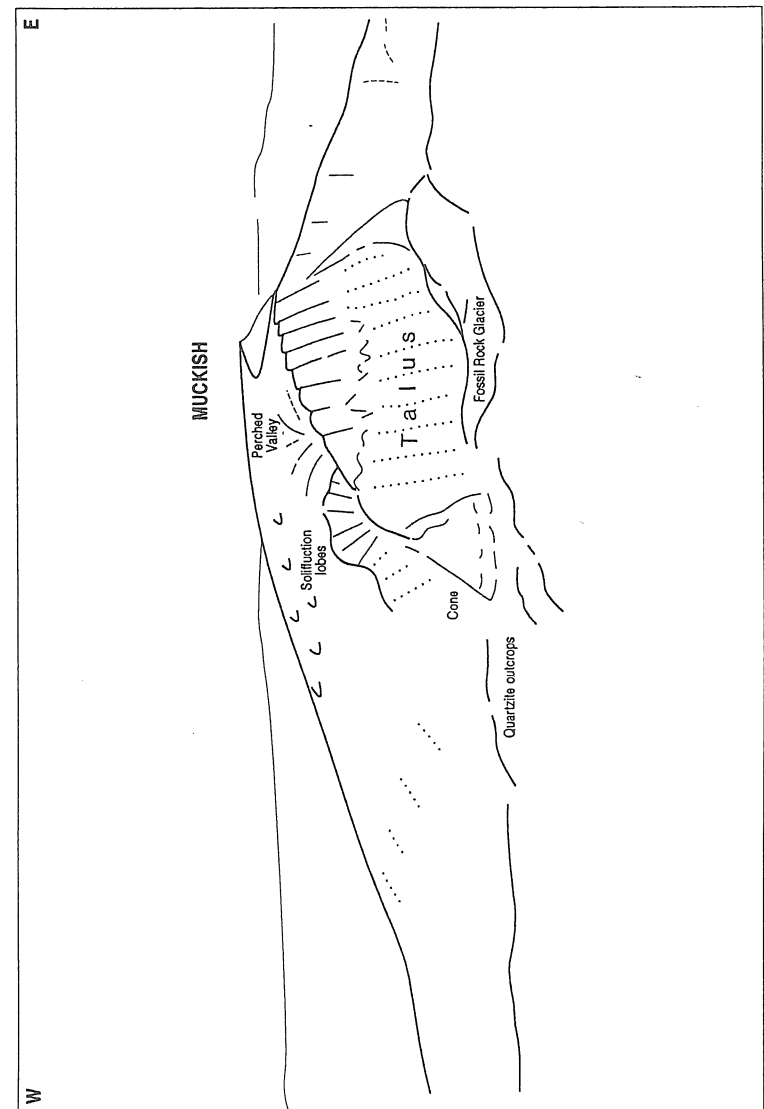 W
E
MUCKISH
Perched
Valley
Solifluction
lobes
Talus
Fossil Rock Glacier
Cone
Quartzite outcrops